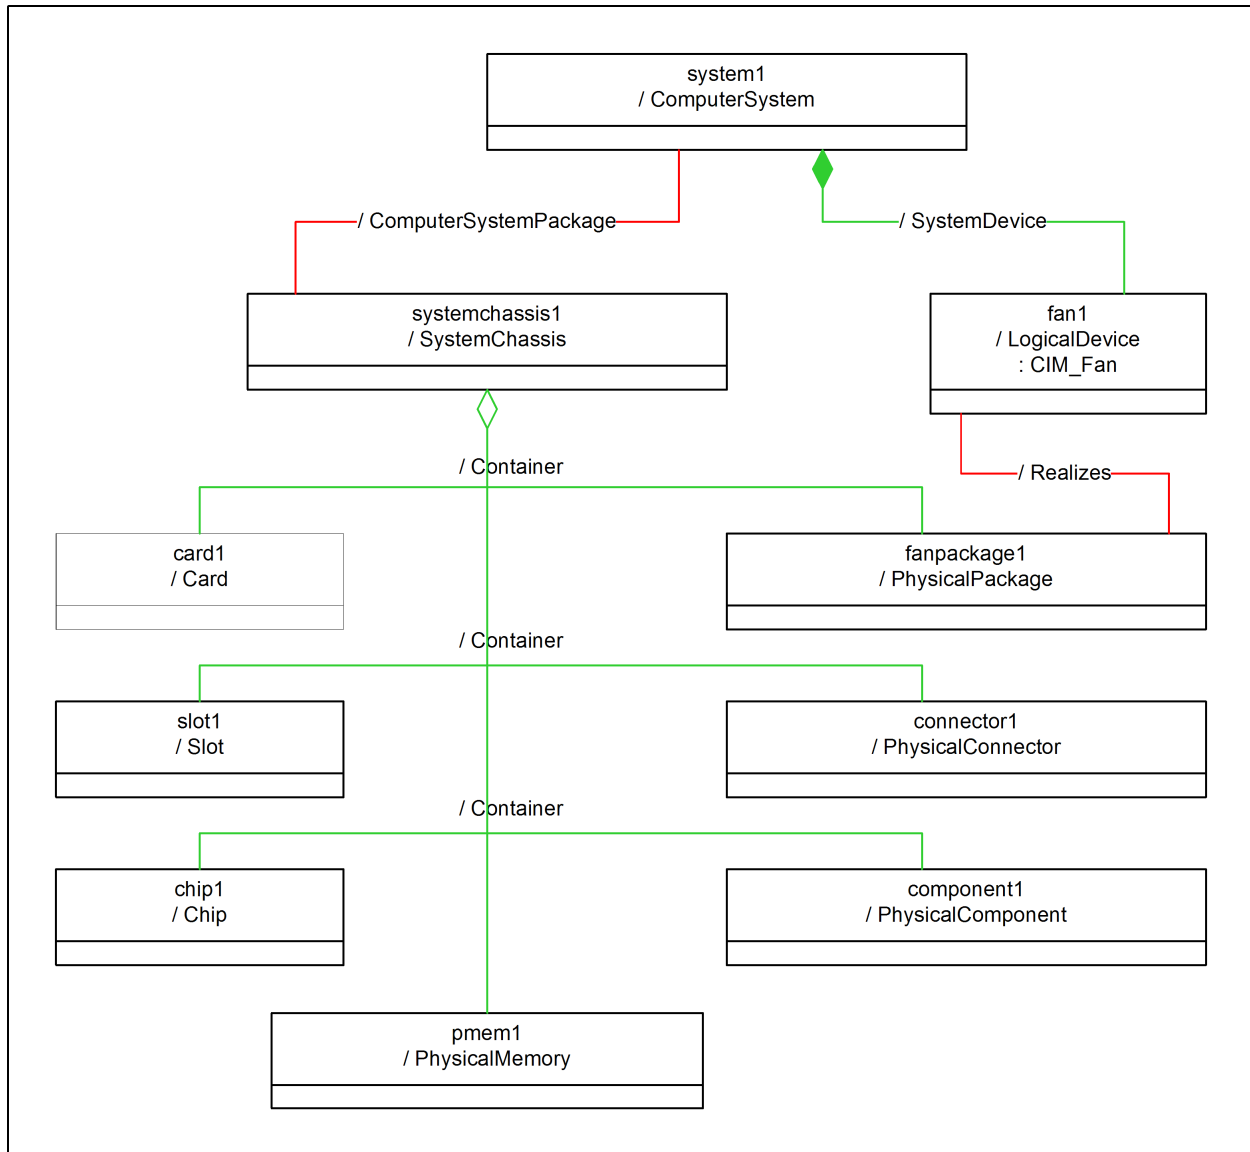 system1
/ ComputerSystem
/ ComputerSystemPackage
/ SystemDevice
systemchassis1
/ SystemChassis
fan1
/ LogicalDevice
: CIM_Fan
/ Container
/ Realizes
card1
/ Card
fanpackage1
/ PhysicalPackage
/ Container
slot1
/ Slot
connector1
/ PhysicalConnector
/ Container
chip1
/ Chip
component1
/ PhysicalComponent
pmem1
/ PhysicalMemory